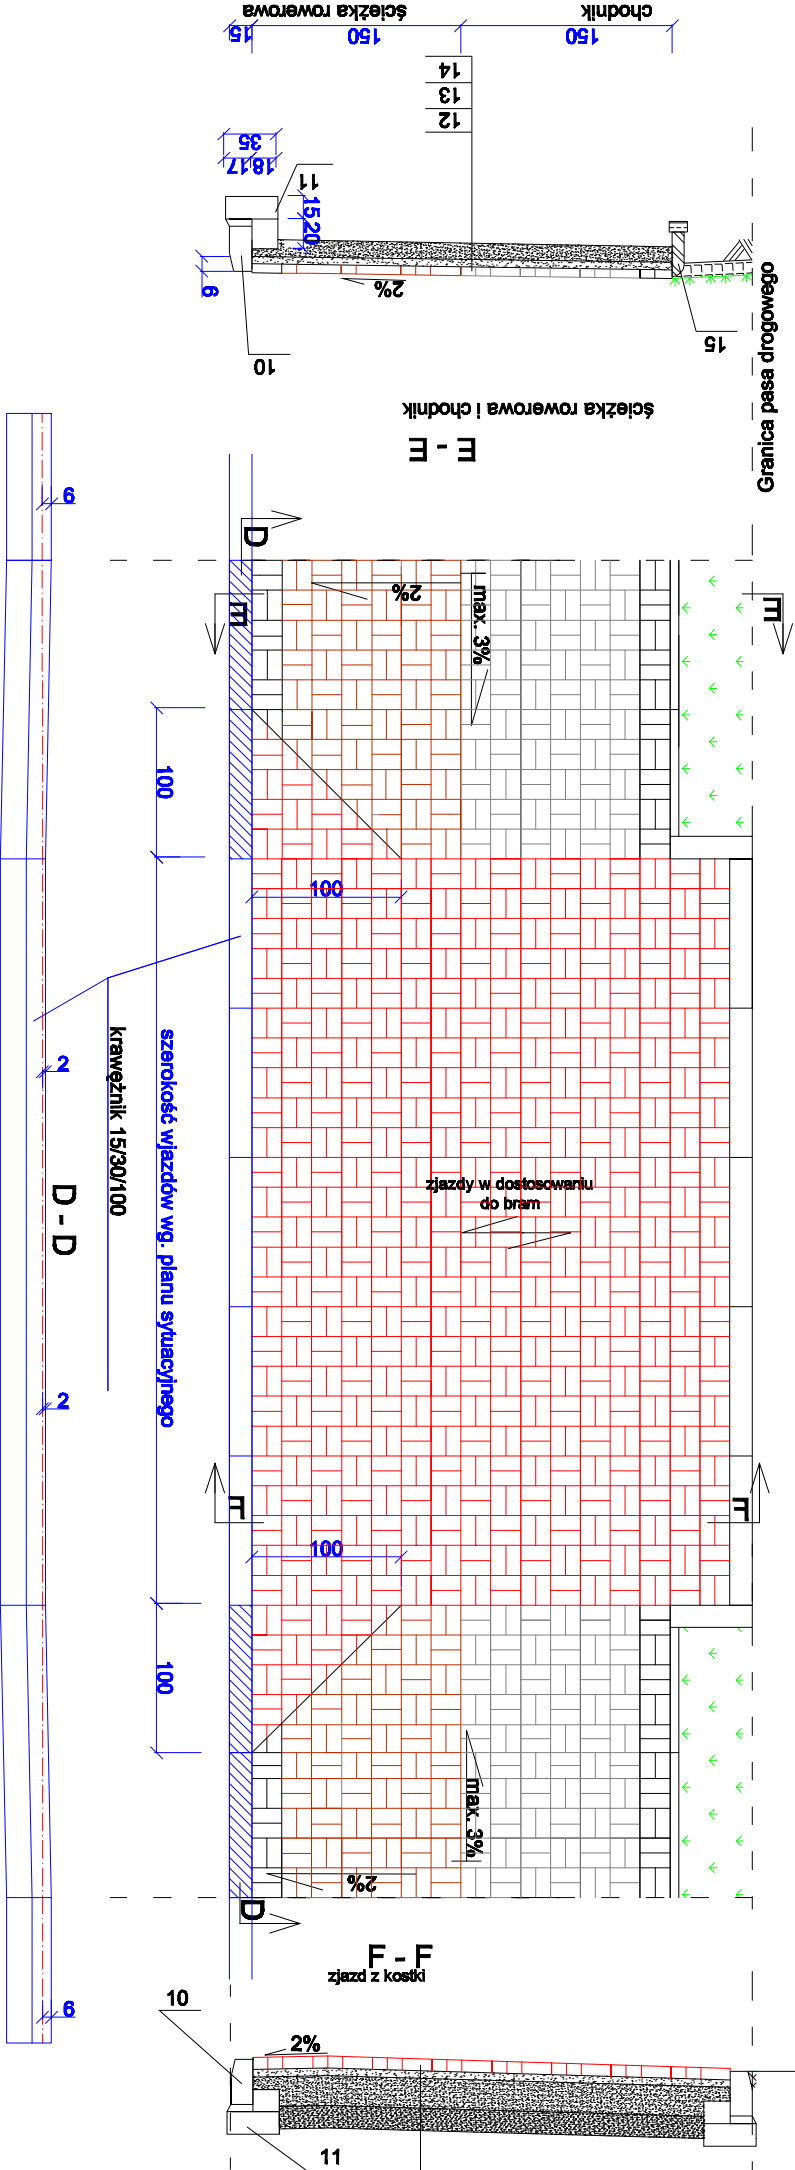 ścieżka rowerowa
chodnik
15
150
150
14
13
12
35
18,17
11
15,20
6
2%
10
15
Granica pasa drogowego
ścieżka rowerowa i chodnik
E - E
6
D
E
E
2%
max. 3%
100
100
krawężnik 15/30/100
szerokość wjazdów wg. planu sytuacyjnego
2
D - D
zjazdy w dostosowaniu
do bram
2
F
F
100
100
max. 3%
2%
D
F - F
zjazd z kostki
6
10
2%
11